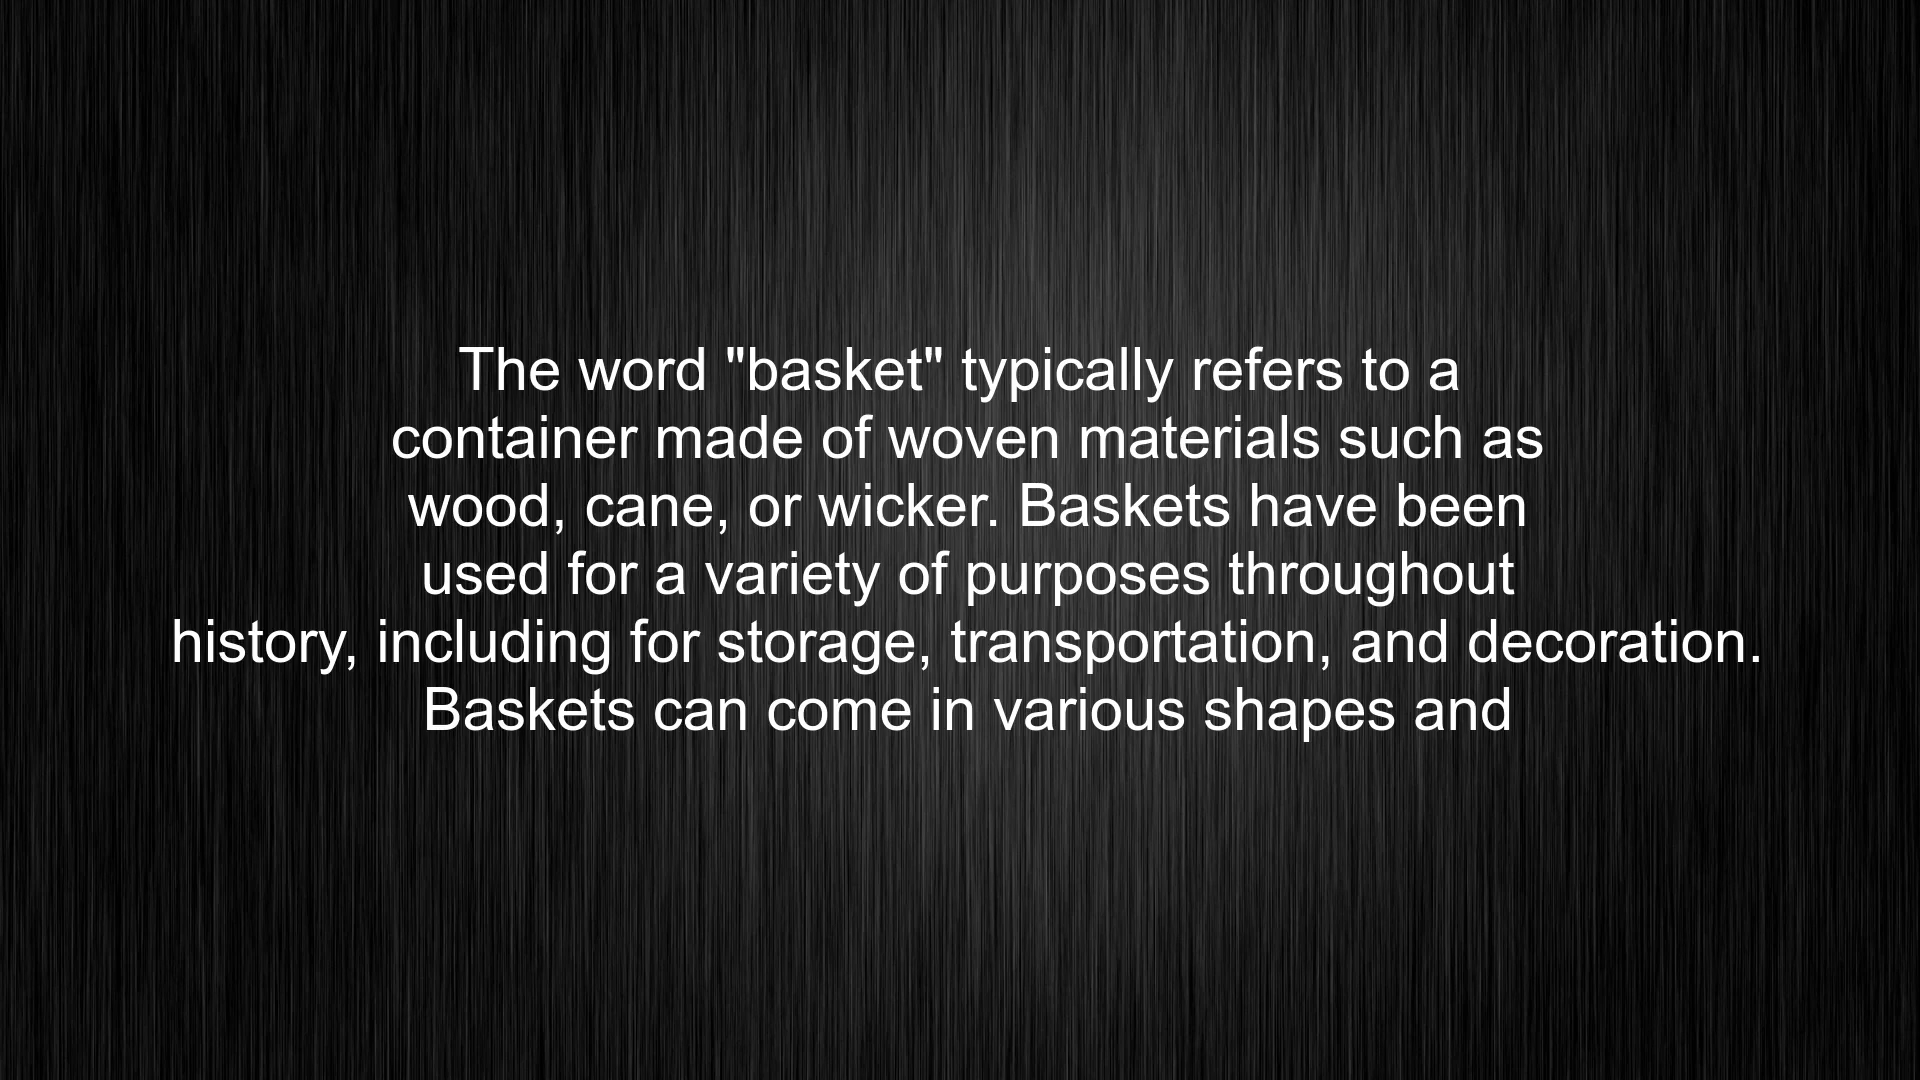 The word "basket" typically refers to a
container made of woven materials such as
wood, cane, or wicker. Baskets have been
used for a variety of purposes throughout
history, including for storage, transportation, and decoration.
Baskets can come in various shapes and